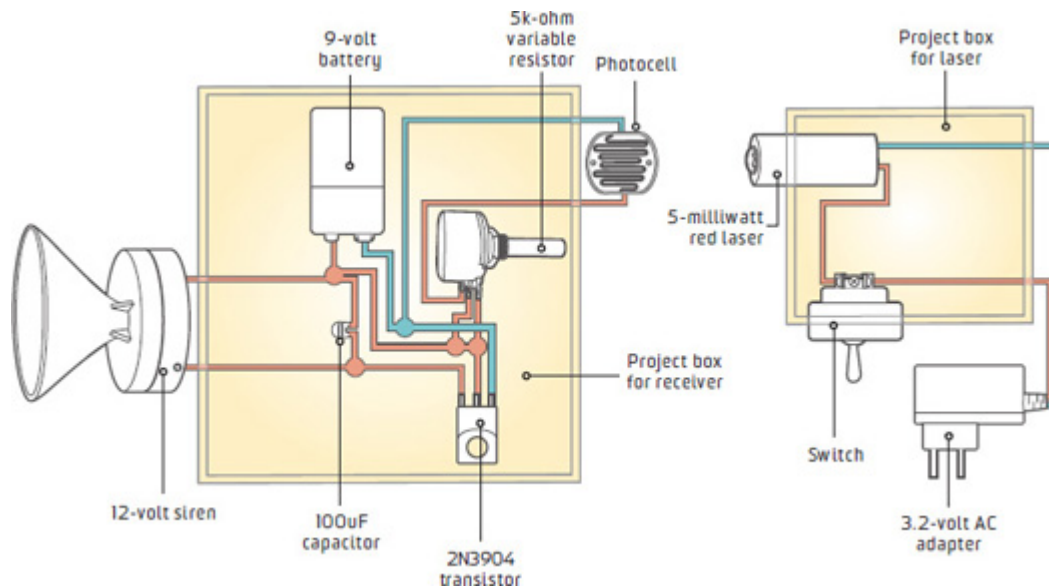 9-volt
battery
5k-ohm
variable
resistor
Photocell
Project box
for laser
5-milliwatt
red laser
Project box
for receiver
Switch
12-volt siren
100uF
capacitor
2N3904
transistor
3.2-volt AC
adapter